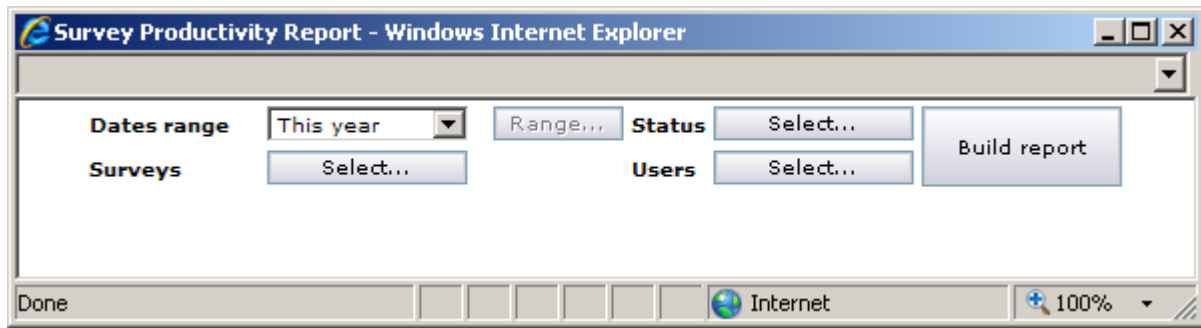 Survey Productivity Report - Windows Internet Explorer
Dates range This year Range... Status Select... Build report
Surveys Select... Users Select...
Done Internet 100%